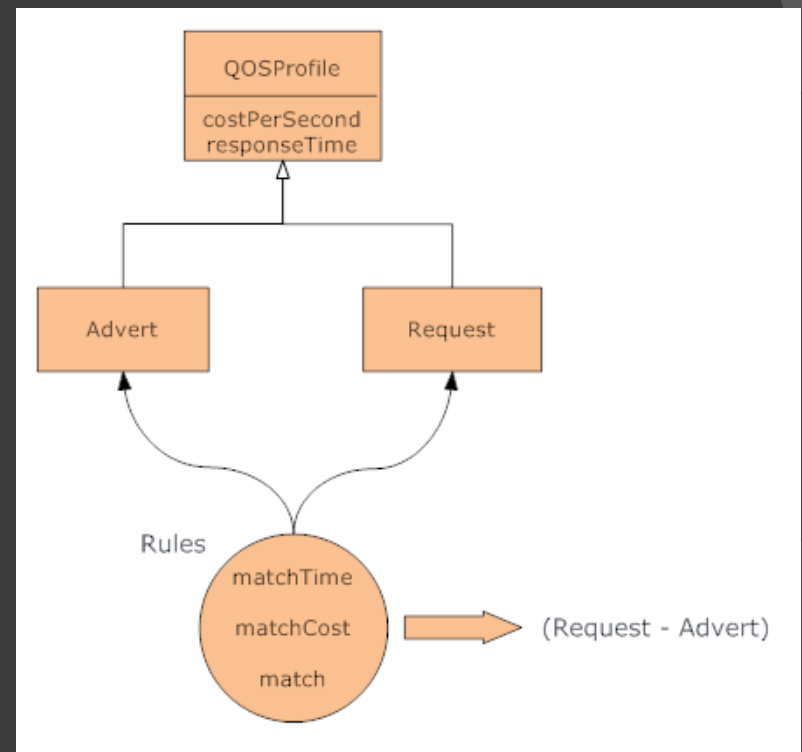 QOSProfile
costPerSecond
responseTime
Advert
Request
Rules
matchTime
matchCost
match
(Request - Advert)